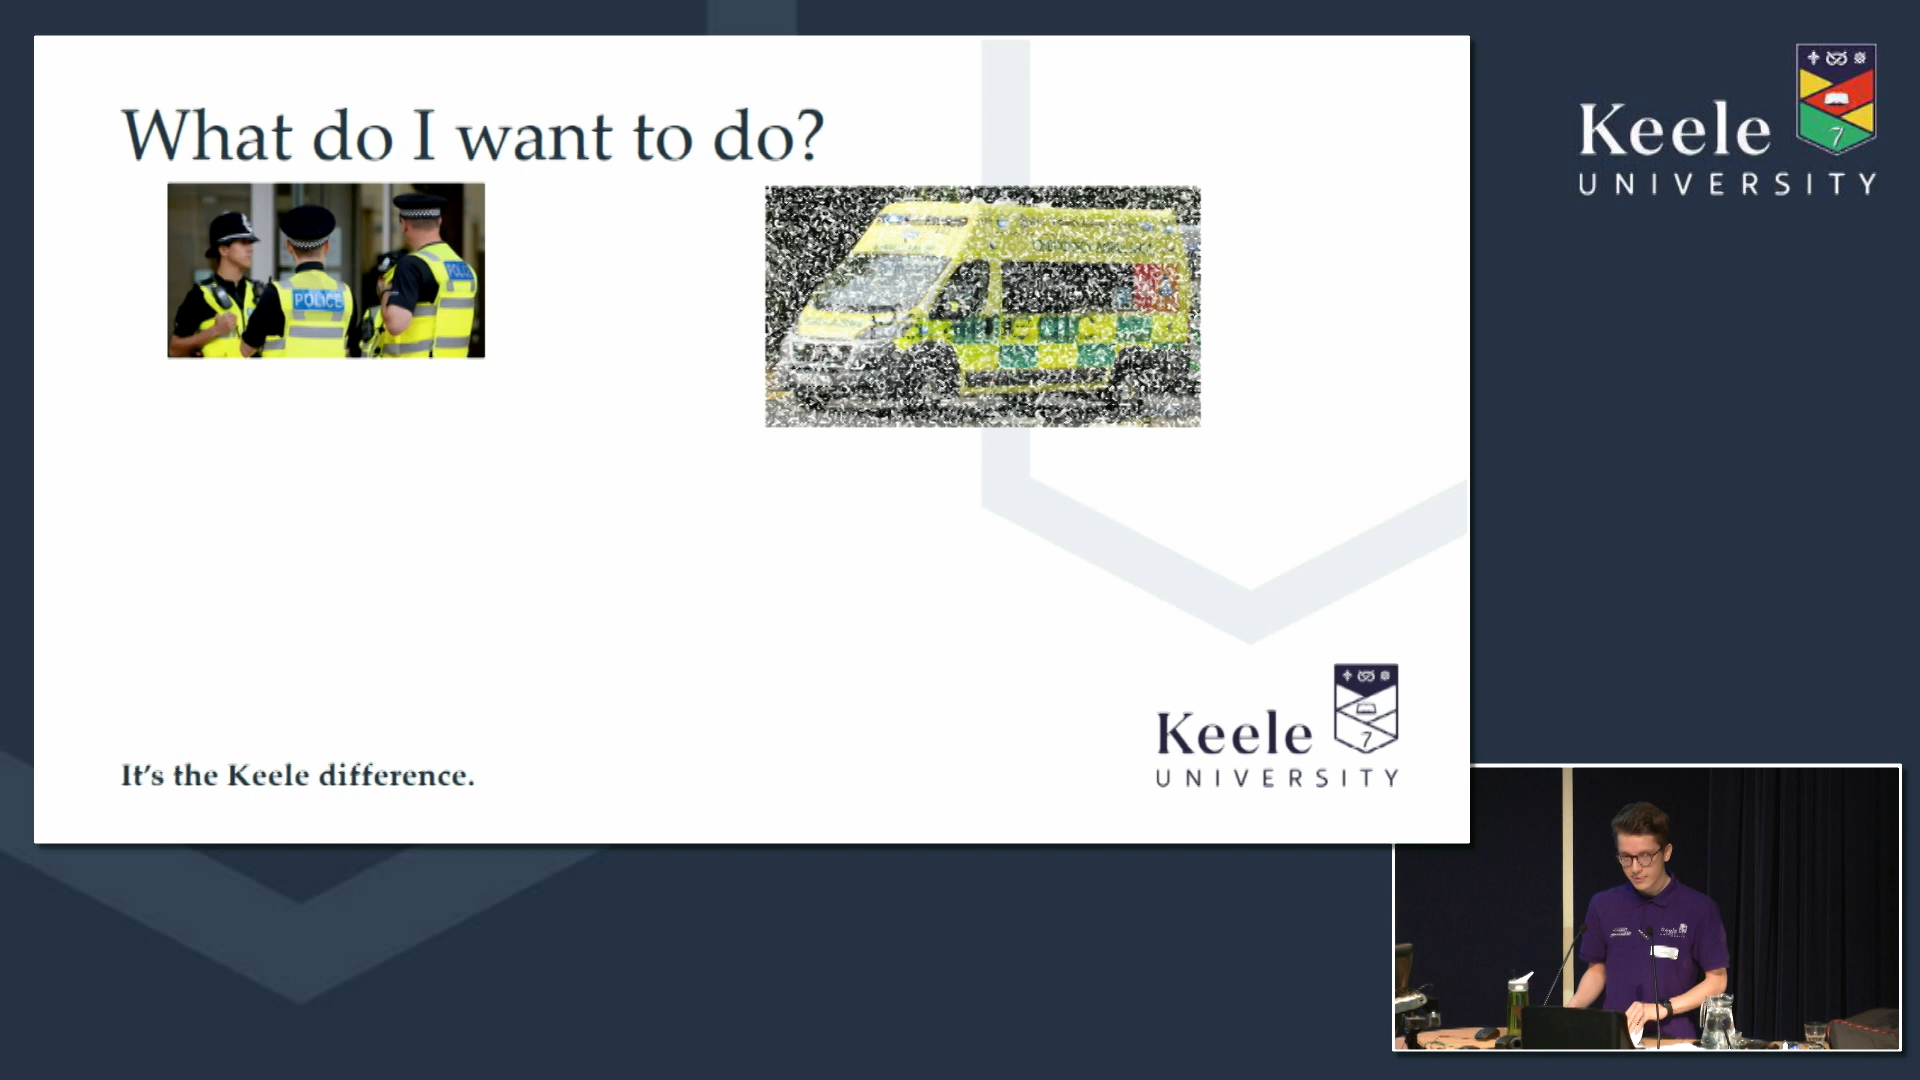 What do I want to do?
POLICE
It's the Keele difference.
Keele
UNIVERSITY
Keele
UNIVERSITY